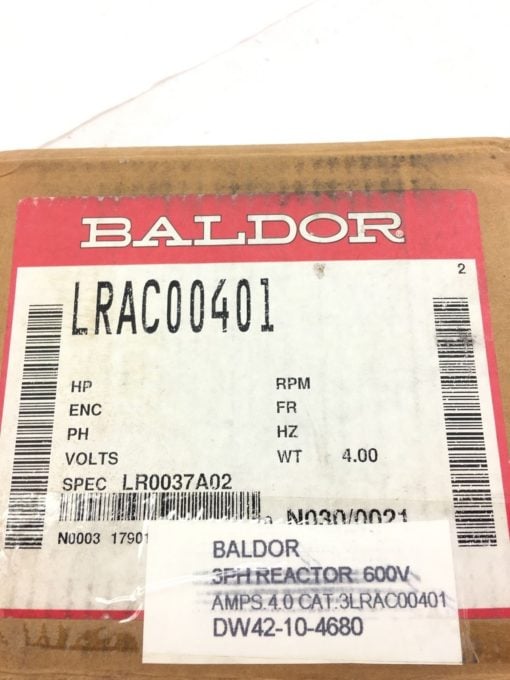 BALDOR
2
LRAC00401
HP RPM
ENC FR
PH HZ
VOLTS WT 4.00
SPEC LR0037A02
N030/0021
N0003 17901
BALDOR
3PH REACTOR 600V
AMPS:4.0 CAT:3LRAC00401
DW42-10-4680